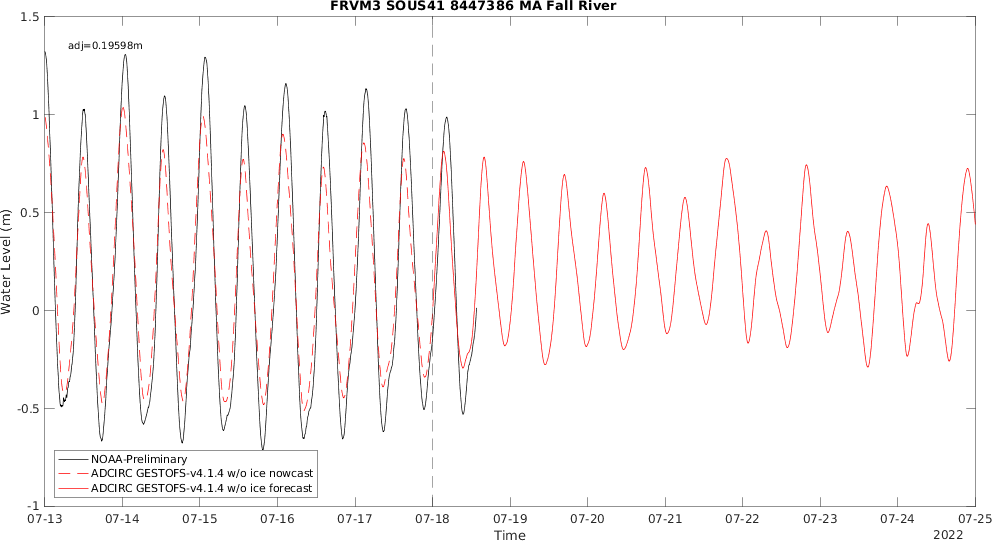 FRVM3 SOUS41 8447386 MA Fall River
adj=0.19598m
1.5
1
0.5
0
-0.5
-1
Water Level (m)
NOAA-Preliminary
ADCIRC GESTOFS-v4.1.4 w/o ice nowcast
ADCIRC GESTOFS-v4.1.4 w/o ice forecast
07-13 07-14 07-15 07-16 07-17 07-18 07-19 07-20 07-21 07-22 07-23 07-24 07-25
Time
2022